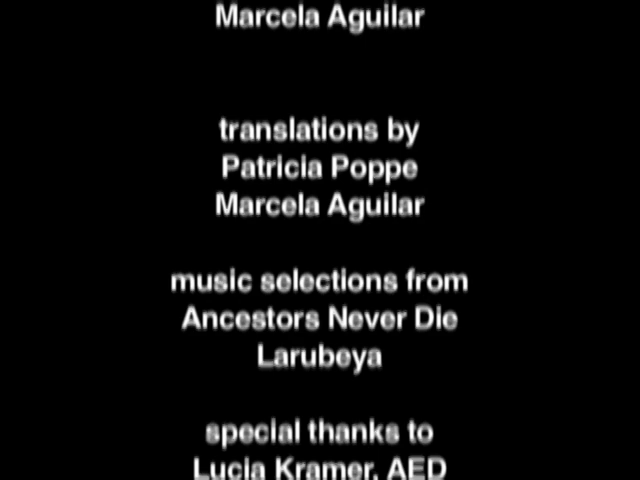 Marcela Aguilar
translations by
Patricia Poppe
Marcela Aguilar
music selections from
Ancestors Never Die
Larubeya
special thanks to
Lucia Kramer, AED